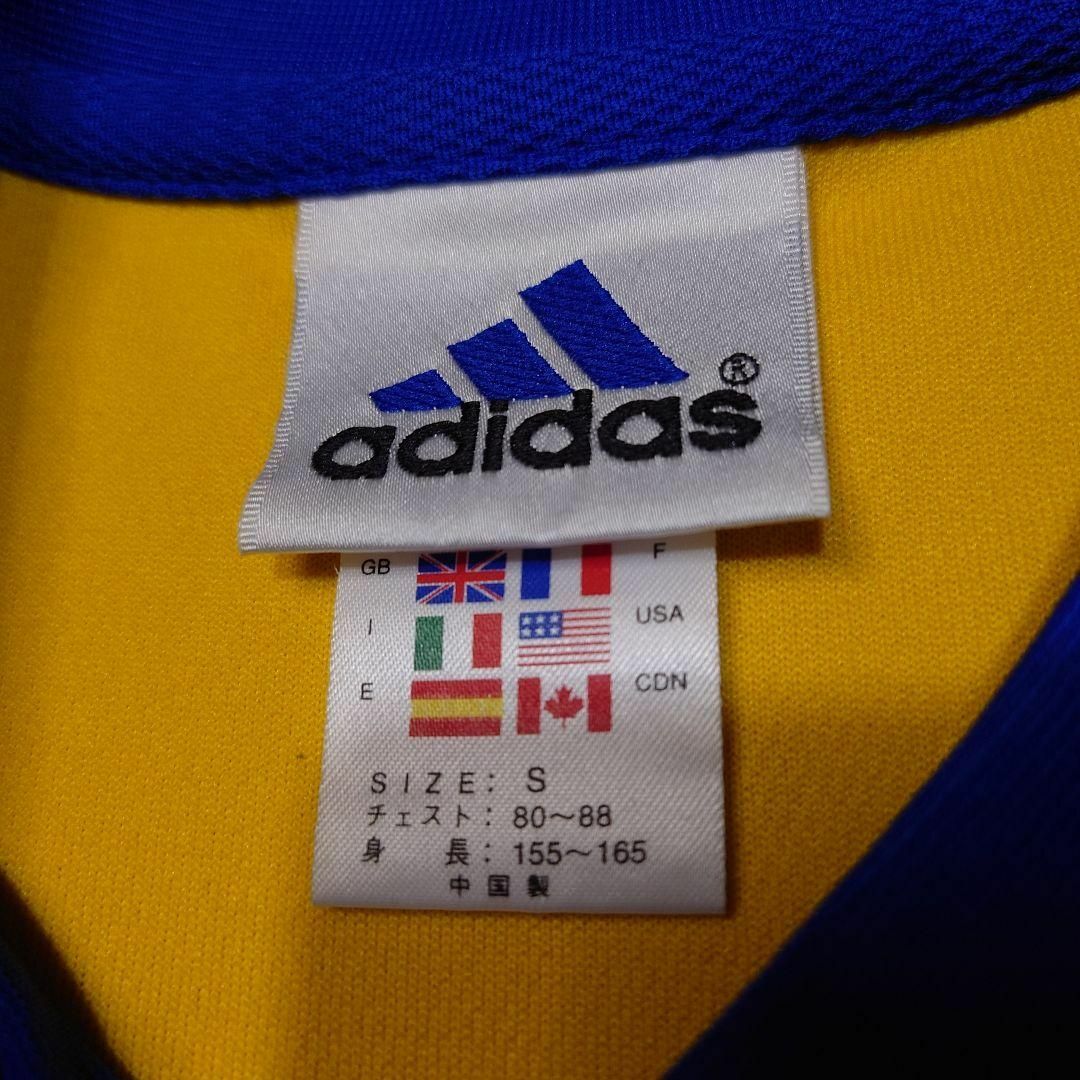 adidas®
GB F
I USA
E CDN
SIZE: S
チェスト: 80〜88
身長: 155〜165
中国製